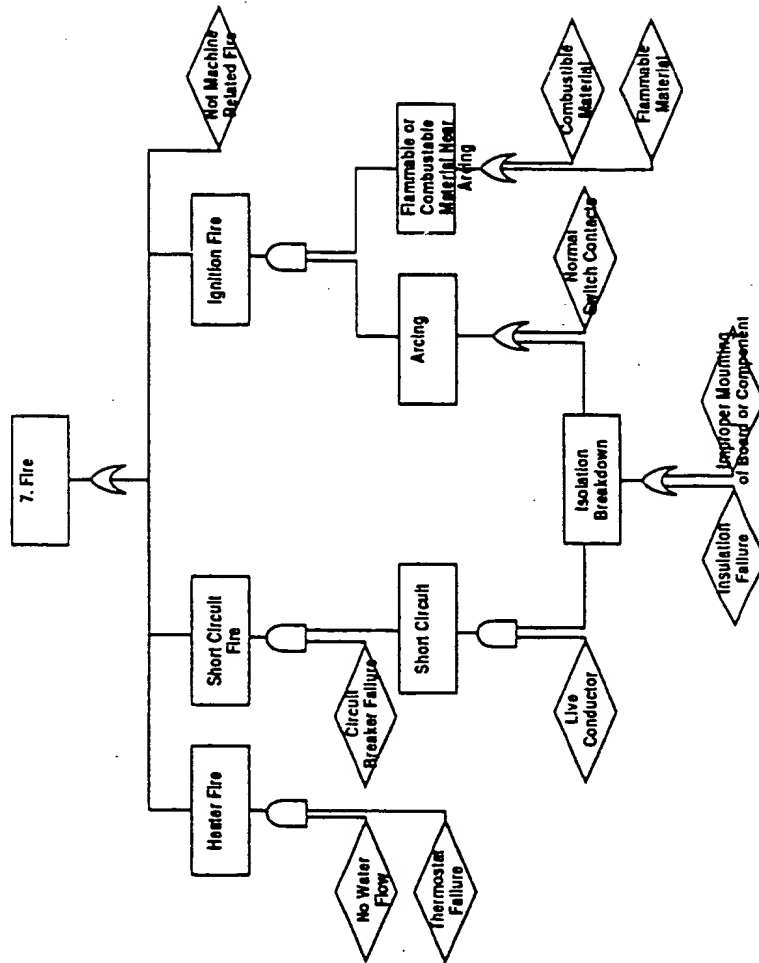 7. Fire
Heater Fire
Short Circuit
Fire
Ignition Fire
Not Machine
Related Fire
No Water
Flow
Thermostat
Failure
Circuit
Breaker Failure
Short Circuit
Arcing
Flammable or
Combustable
Material Near
Arcing
Live
Conductor
Isolation
Breakdown
Normal
Switch Contacts
Combustible
Material
Flammable
Material
Insulation
Failure
Improper Mounting
of Board or Component